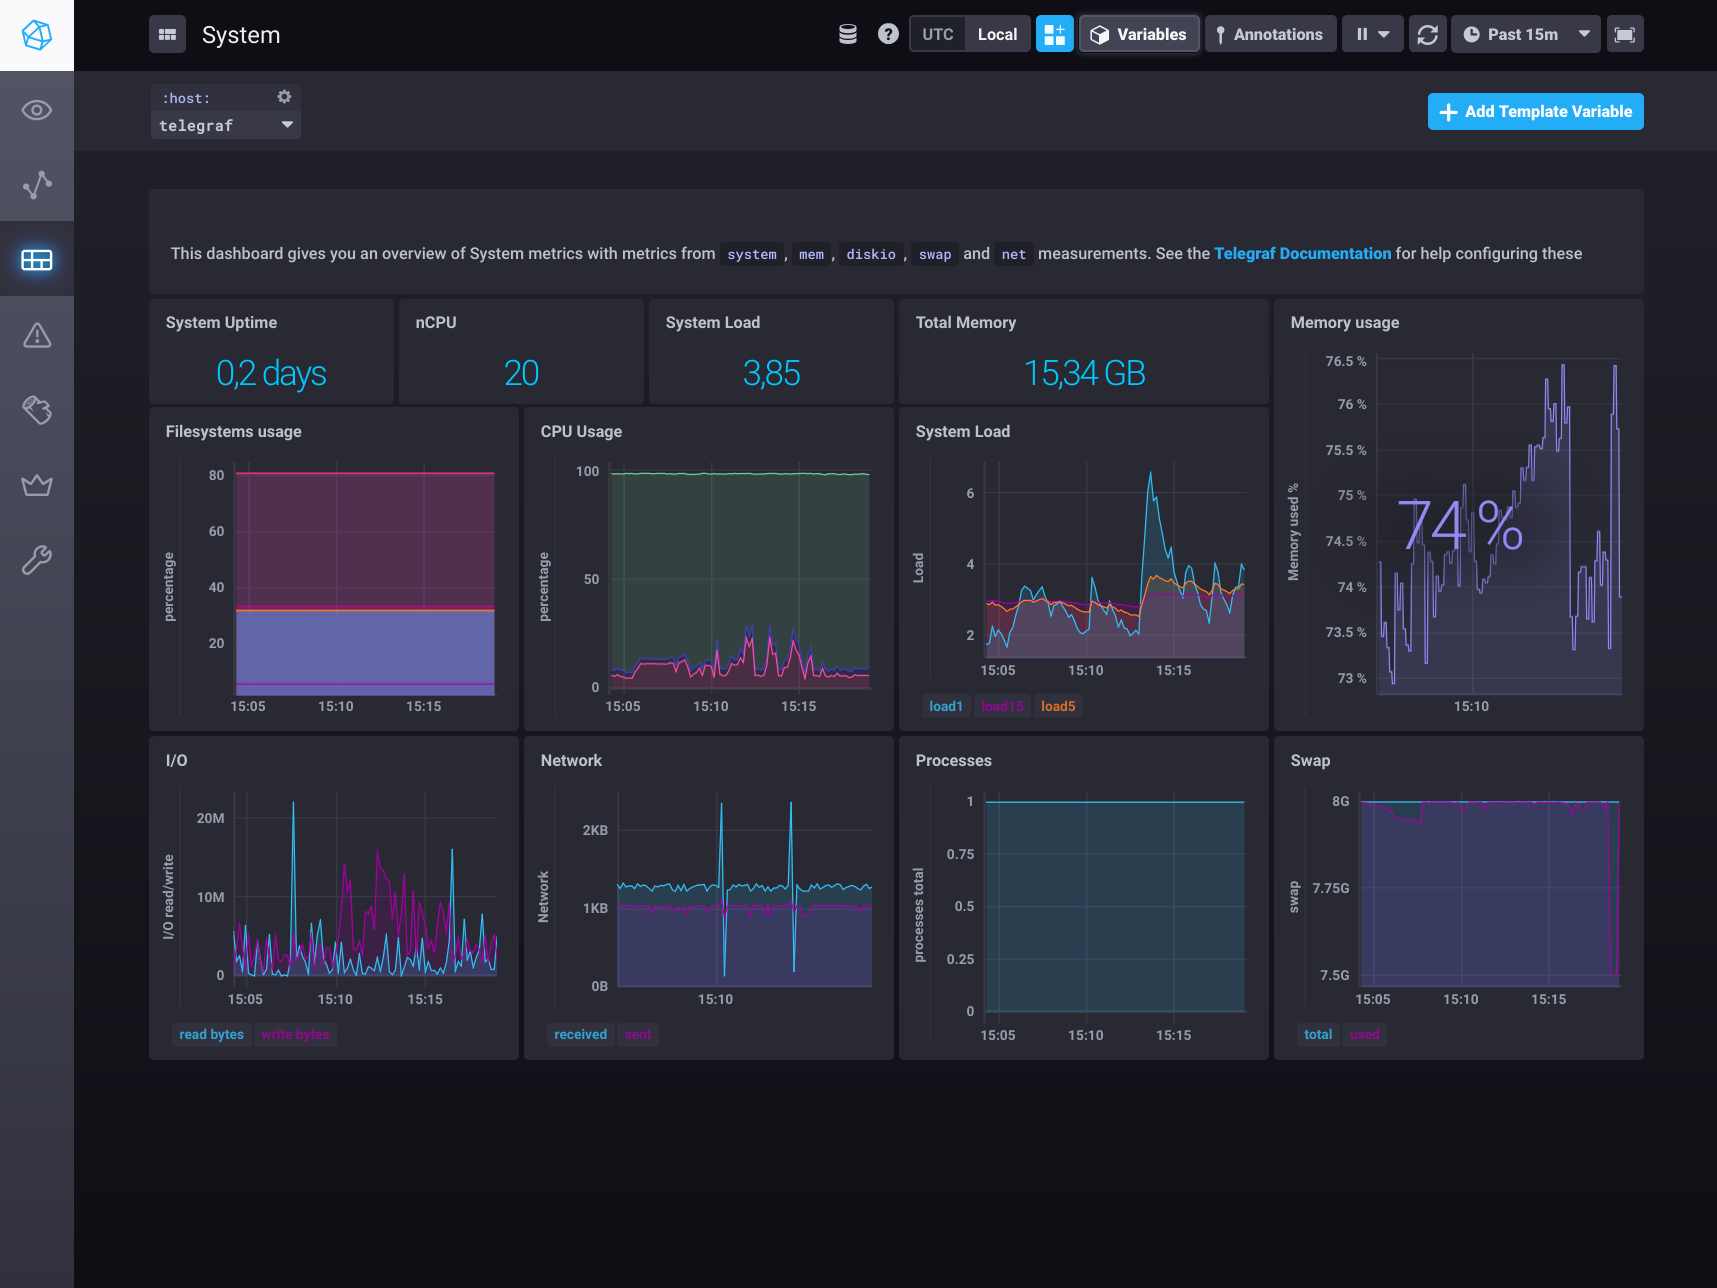 System
UTC Local Variables Annotations Past 15m
:host:
telegraf
Add Template Variable
This dashboard gives you an overview of System metrics with metrics from system , mem , diskio , swap and net measurements. See the Telegraf Documentation for help configuring these
System Uptime
0,2 days
nCPU
20
System Load
3,85
Total Memory
15,34 GB
Memory usage
Memory used %
76.5 %
76 %
75.5 %
75 %
74.5 %
74 %
73.5 %
73 %
74%
15:10
Filesystems usage
percentage
80
60
40
20
15:05 15:10 15:15
CPU Usage
percentage
100
50
0
15:05 15:10 15:15
System Load
Load
6
4
2
15:05 15:10 15:15
load1 load15 load5
I/O
I/O read/write
20M
10M
0
15:05 15:10 15:15
read bytes write bytes
Network
Network
2KB
1KB
0B
15:10
received sent
Processes
processes total
1
0.75
0.5
0.25
0
15:05 15:10 15:15
Swap
swap
8G
7.75G
7.5G
15:05 15:10 15:15
total used